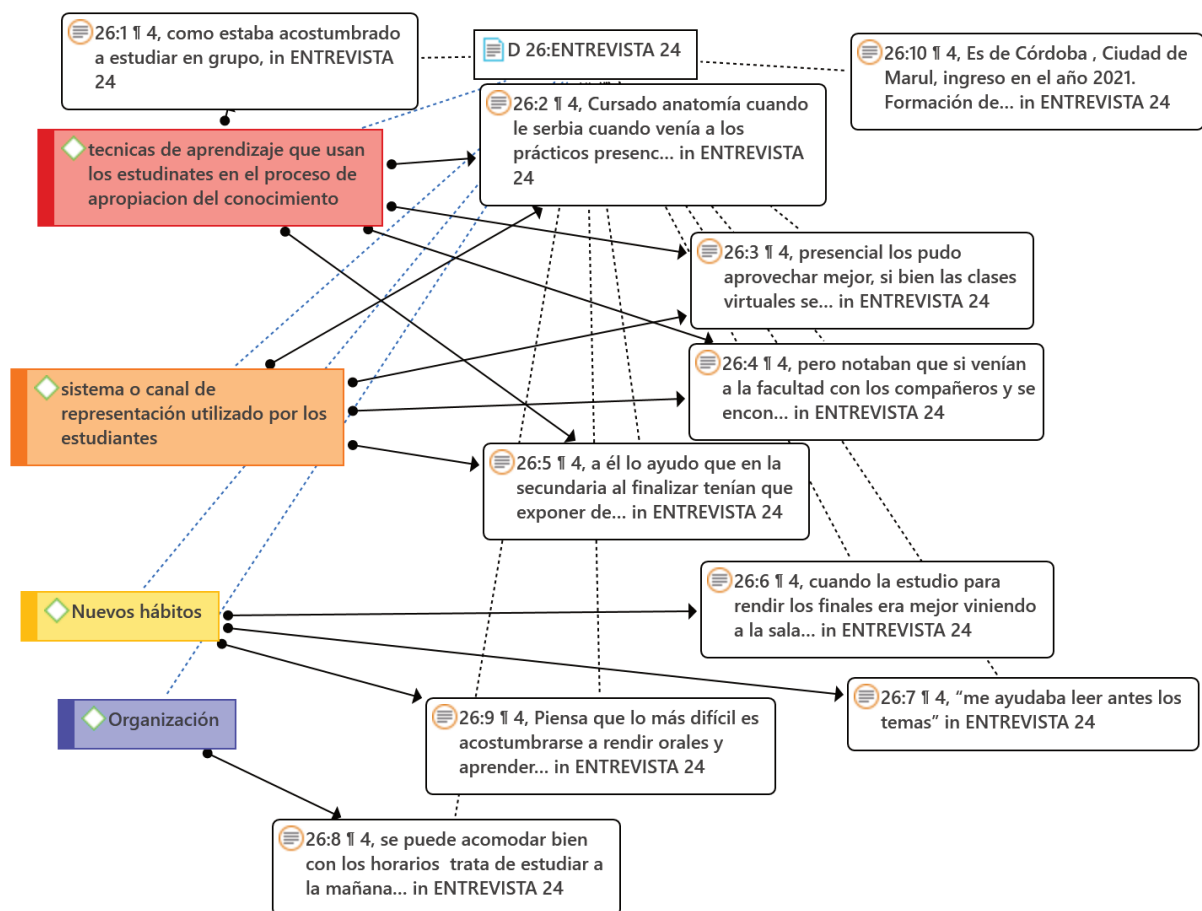 26:1 ¶ 4, como estaba acostumbrado
a estudiar en grupo, in ENTREVISTA
24
D 26:ENTREVISTA 24
26:10 ¶ 4, Es de Córdoba , Ciudad de
Marul, ingreso en el año 2021.
Formación de... in ENTREVISTA 24
26:2 ¶ 4, Cursado anatomía cuando
le serbia cuando venía a los
prácticos presenc... in ENTREVISTA
24
tecnicas de aprendizaje que usan
los estudinates en el proceso de
apropiacion del conocimiento
26:3 ¶ 4, presencial los pudo
aprovechar mejor, si bien las clases
virtuales se... in ENTREVISTA 24
26:4 ¶ 4, pero notaban que si venían
a la facultad con los compañeros y se
encon... in ENTREVISTA 24
sistema o canal de
representación utilizado por los
estudiantes
26:5 ¶ 4, a él lo ayudo que en la
secundaria al finalizar tenían que
exponer de... in ENTREVISTA 24
26:6 ¶ 4, cuando la estudio para
rendir los finales era mejor viniendo
a la sala... in ENTREVISTA 24
Nuevos hábitos
26:7 ¶ 4, “me ayudaba leer antes los
temas” in ENTREVISTA 24
Organización
26:9 ¶ 4, Piensa que lo más difícil es
acostumbrarse a rendir orales y
aprender... in ENTREVISTA 24
26:8 ¶ 4, se puede acomodar bien
con los horarios trata de estudiar a
la mañana... in ENTREVISTA 24